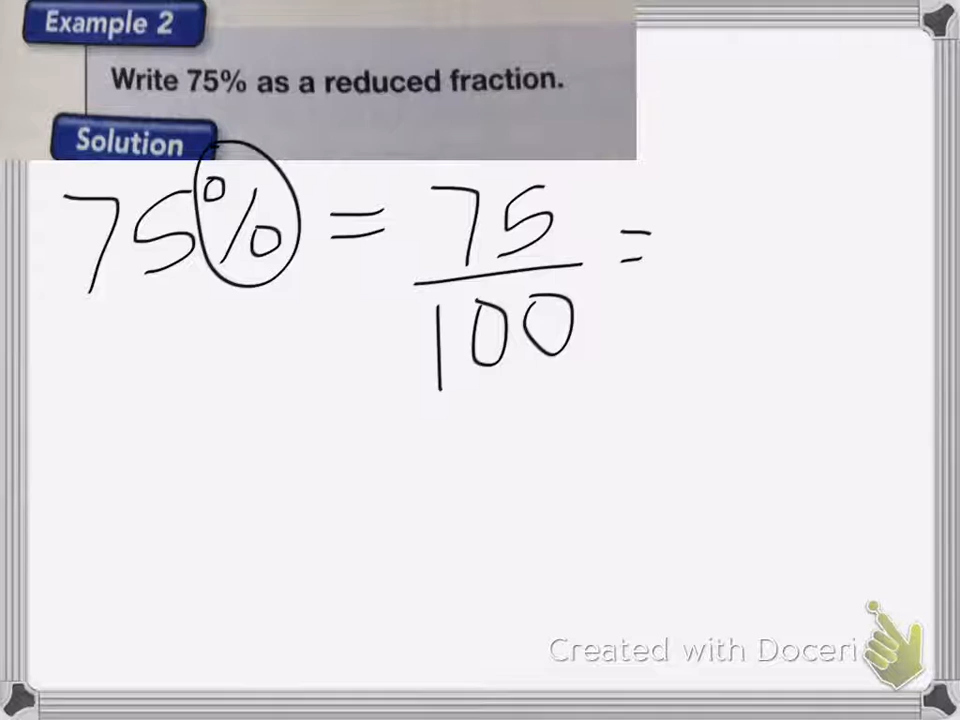 Example 2
Write 75% as a reduced fraction.
Solution
75% = 75/100 =
Created with Doceri